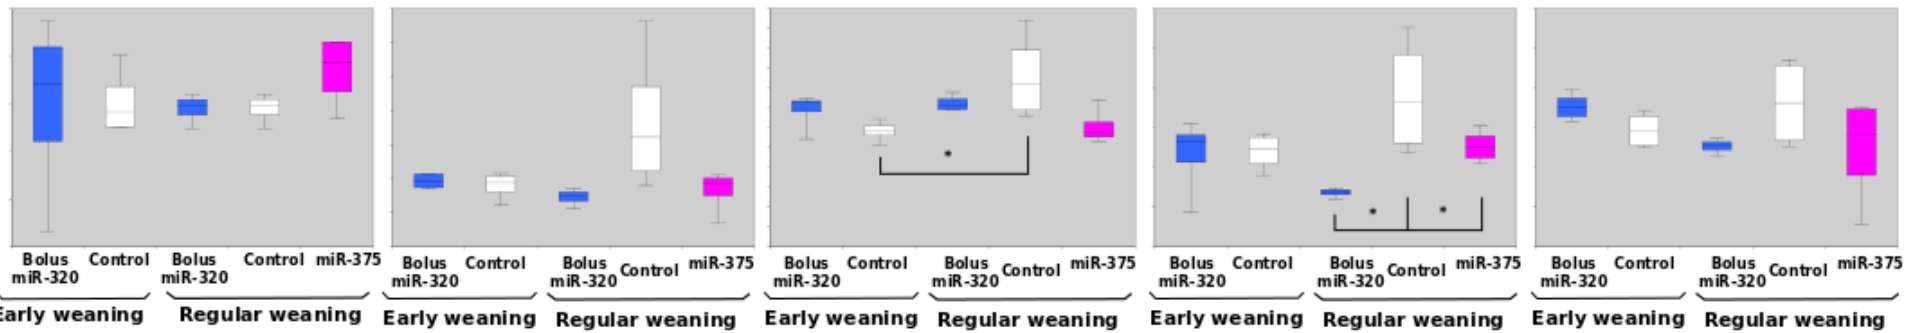 Bolus miR-320 Control Bolus miR-320 Control miR-375
Early weaning Regular weaning
Bolus miR-320 Control Bolus miR-320 Control miR-375
Early weaning Regular weaning
* 
Bolus miR-320 Control Bolus miR-320 Control miR-375
Early weaning Regular weaning
* *
Bolus miR-320 Control Bolus miR-320 Control miR-375
Early weaning Regular weaning
Bolus miR-320 Control Bolus miR-320 Control miR-375
Early weaning Regular weaning